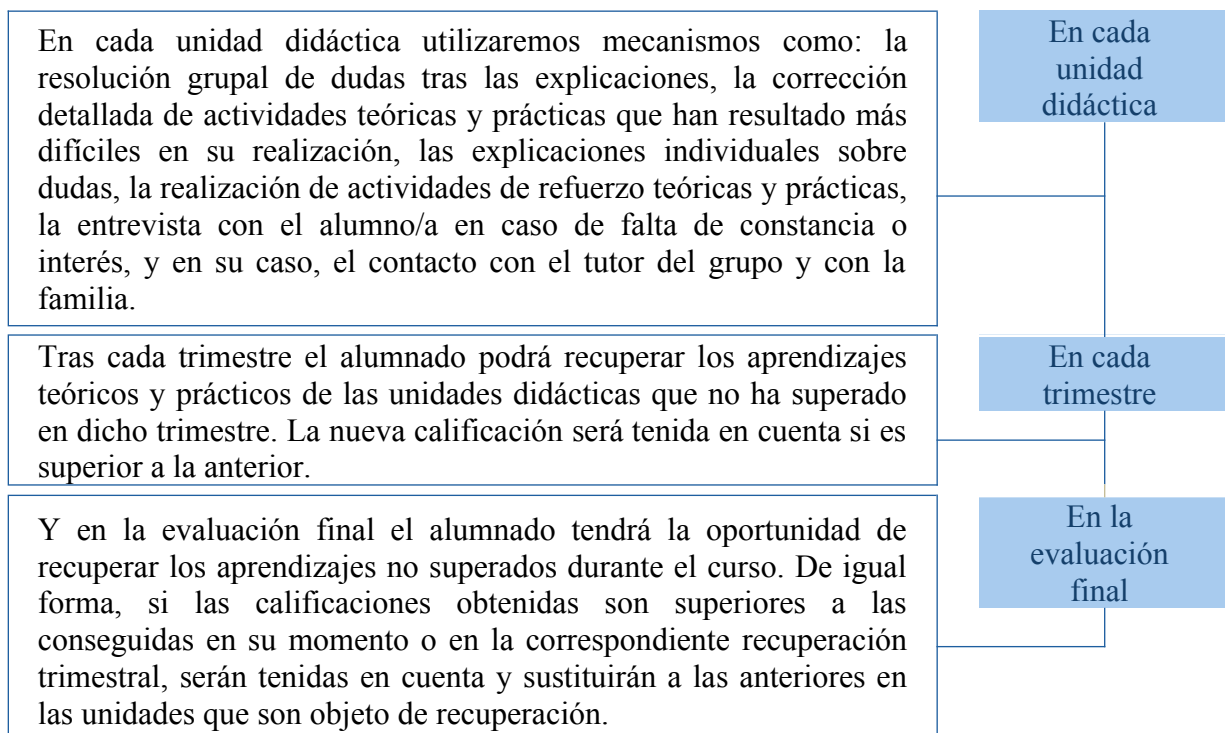 En cada unidad didáctica utilizaremos mecanismos como: la
resolución grupal de dudas tras las explicaciones, la corrección
detallada de actividades teóricas y prácticas que han resultado más
difíciles en su realización, las explicaciones individuales sobre
dudas, la realización de actividades de refuerzo teóricas y prácticas,
la entrevista con el alumno/a en caso de falta de constancia o
interés, y en su caso, el contacto con el tutor del grupo y con la
familia.
En cada
unidad
didáctica
Tras cada trimestre el alumnado podrá recuperar los aprendizajes
teóricos y prácticos de las unidades didácticas que no ha superado
en dicho trimestre. La nueva calificación será tenida en cuenta si es
superior a la anterior.
En cada
trimestre
Y en la evaluación final el alumnado tendrá la oportunidad de
recuperar los aprendizajes no superados durante el curso. De igual
forma, si las calificaciones obtenidas son superiores a las
conseguidas en su momento o en la correspondiente recuperación
trimestral, serán tenidas en cuenta y sustituirán a las anteriores en
las unidades que son objeto de recuperación.
En la
evaluación
final